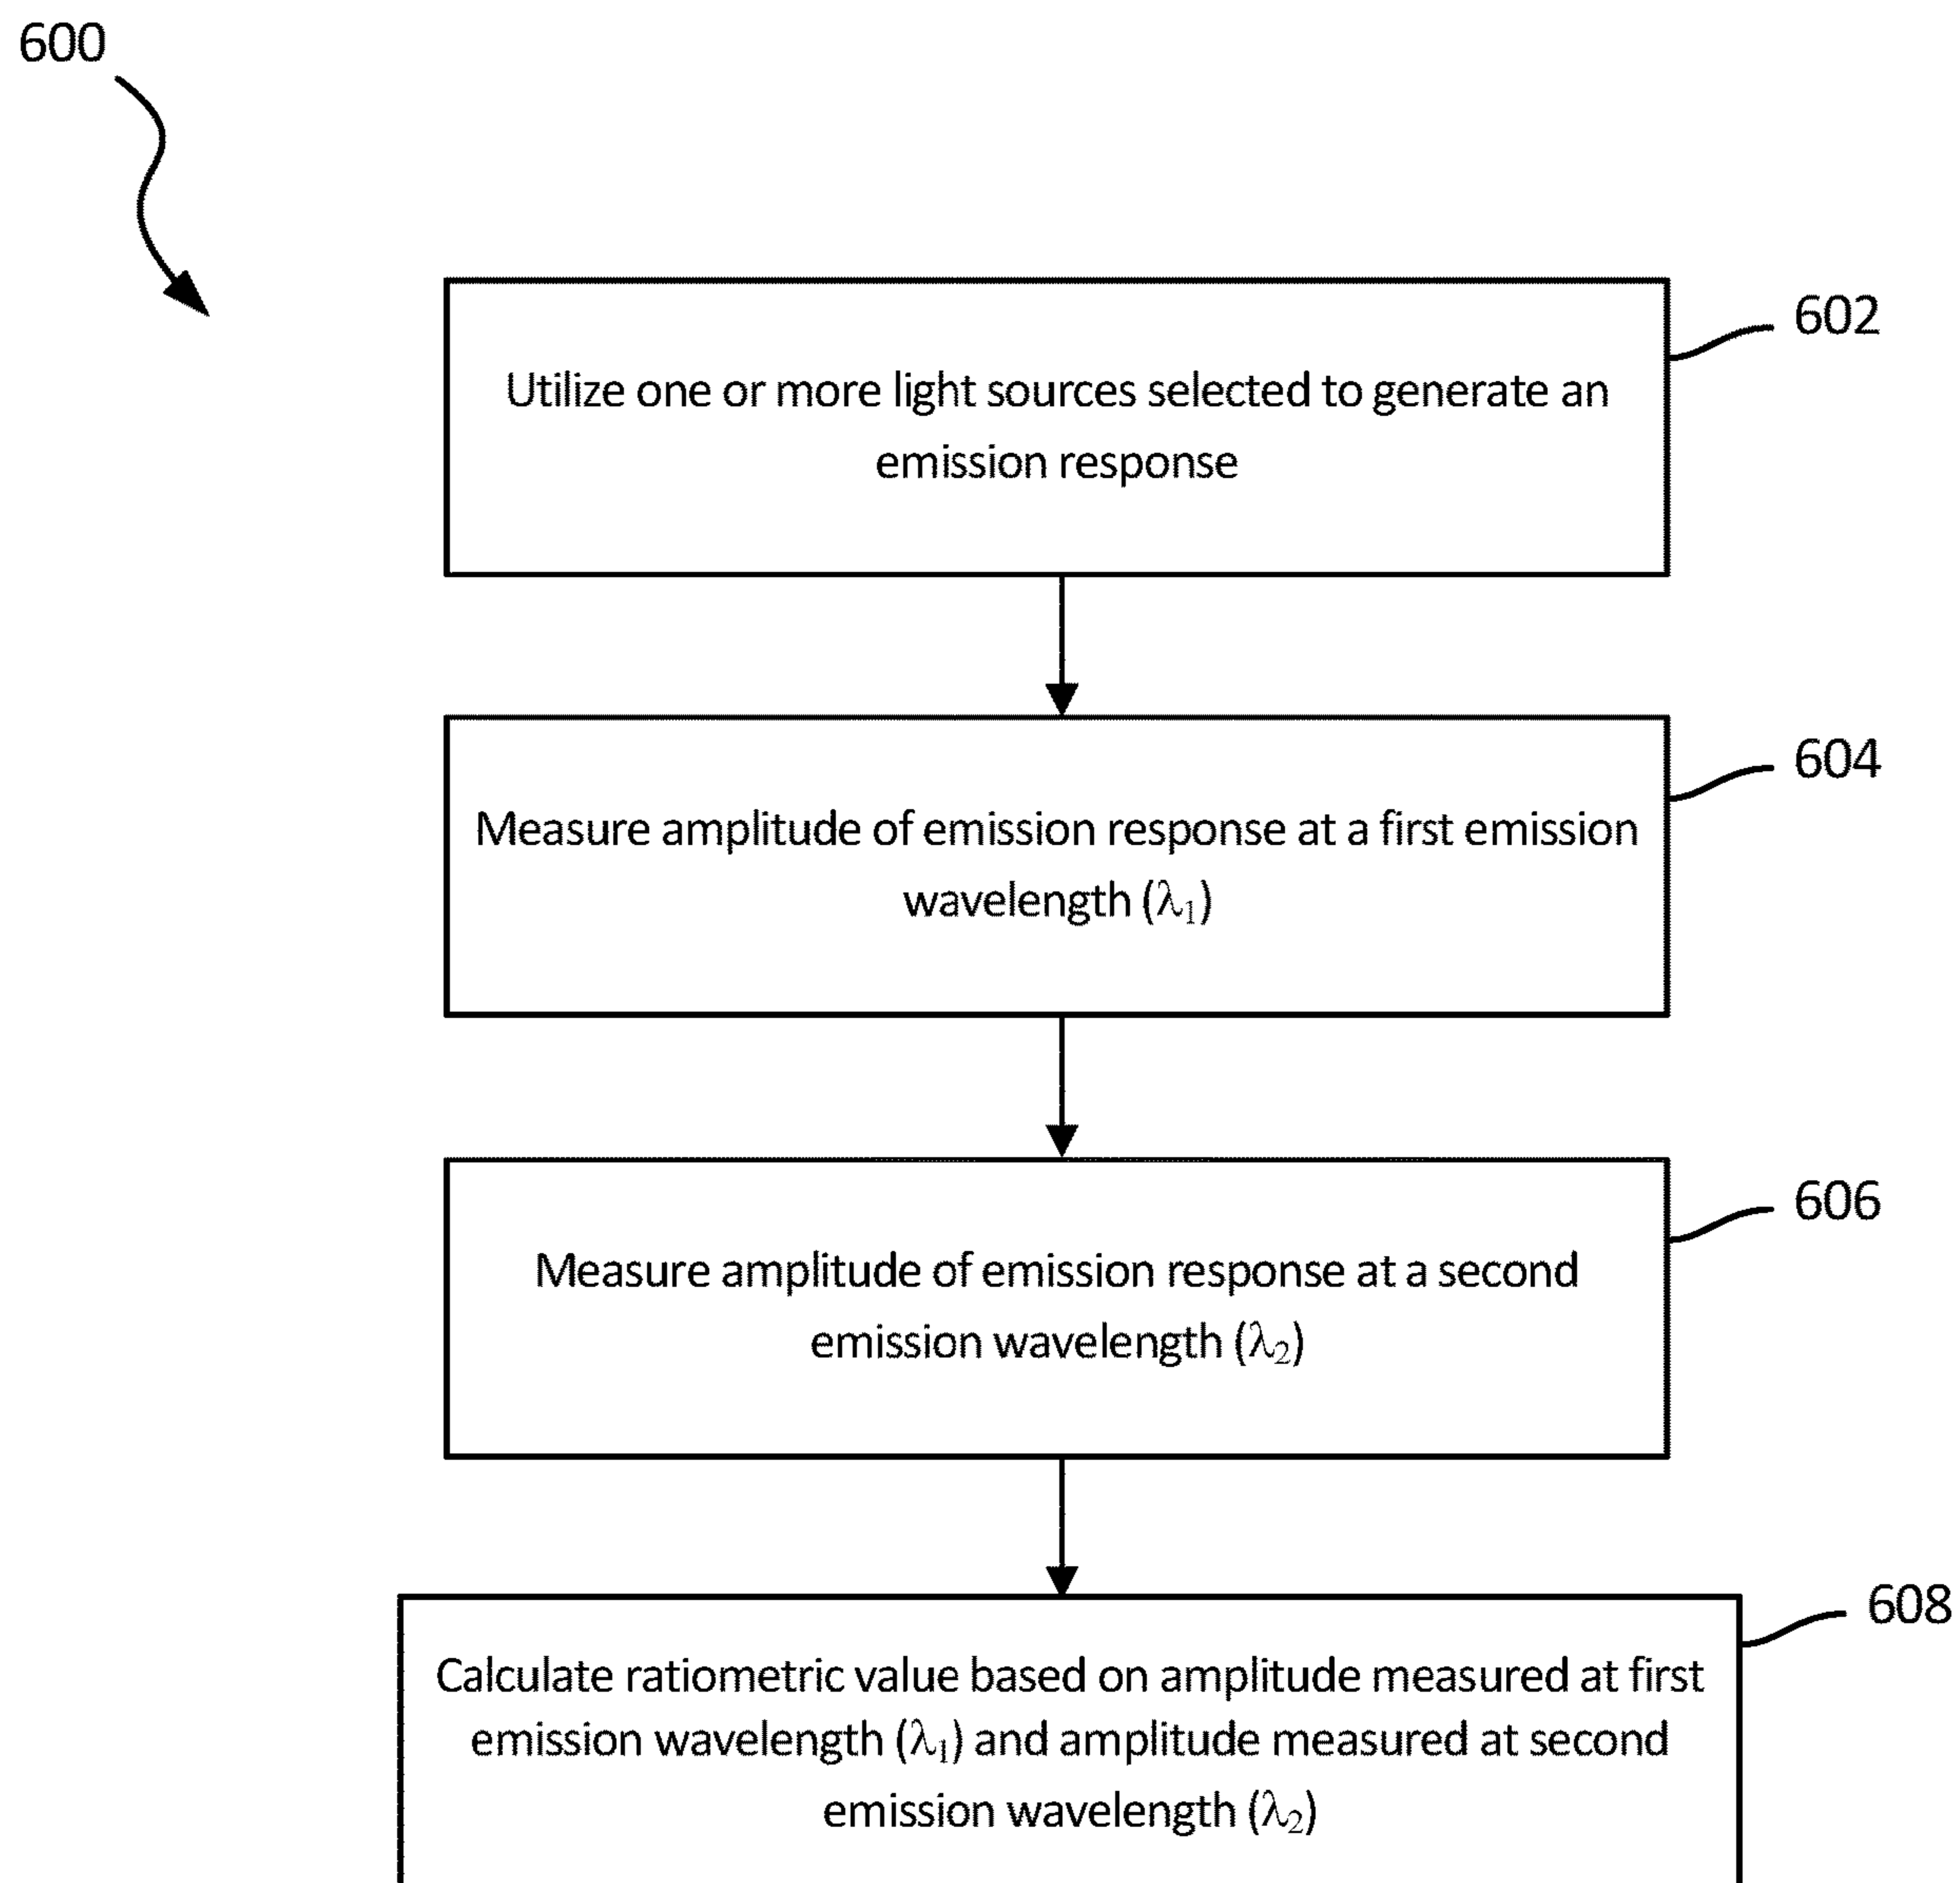 600
602
Utilize one or more light sources selected to generate an
emission response
604
Measure amplitude of emission response at a first emission
wavelength (λ₁)
606
Measure amplitude of emission response at a second
emission wavelength (λ₂)
608
Calculate ratiometric value based on amplitude measured at first
emission wavelength (λ₁) and amplitude measured at second
emission wavelength (λ₂)